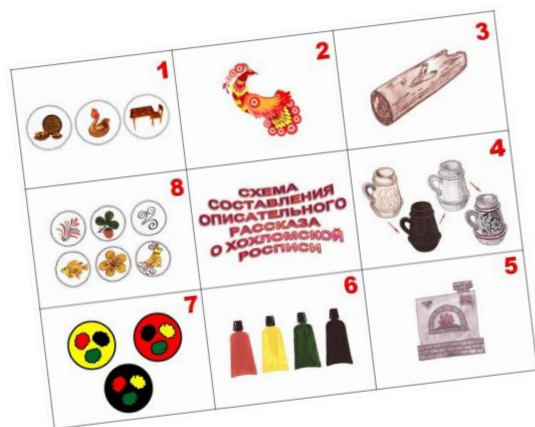 1
2
3
8
СХЕМА
СОСТАВЛЕНИЯ
ОПИСАТЕЛЬНОГО
РАССКАЗА
О ХОХЛОМСКОЙ
РОСПИСИ
4
7
6
5